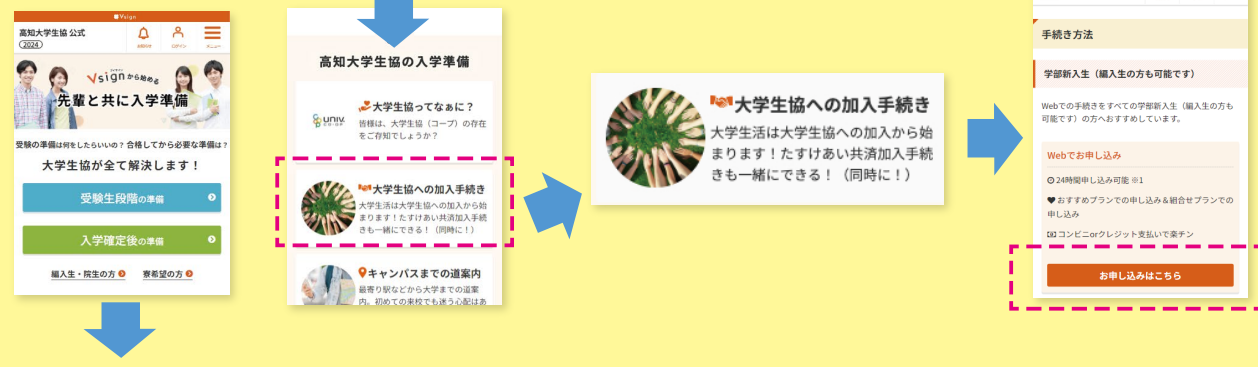 Vsign
高知大学生協 公式
2024
お知らせ
ログイン
メニュー
Vsignから始める
先輩と共に入学準備
受験の準備は何をしたらいいの？合格してから必要な準備は？
大学生協が全て解決します！
受験生段階の準備
入学確定後の準備
編入生・院生の方
寮希望の方
高知大学生協の入学準備
UNIV.
CO-OP
大学生協ってなぁに？
皆様は、大学生協（コープ）の存在
をご存知でしょうか？
大学生協への加入手続き
大学生活は大学生協への加入から始
まります！たすけあい共済加入手続
きも一緒にできる！（同時に！）
キャンパスまでの道案内
最寄り駅などから大学までの道案
内。初めての来校でも迷う心配はあ
大学生協への加入手続き
大学生活は大学生協への加入から始
まります！たすけあい共済加入手続
きも一緒にできる！（同時に！）
手続き方法
学部新入生（編入生の方も可能です）
Webでの手続きをすべての学部新入生（編入生の方も
可能です）の方へおすすめしています。
Webでお申し込み
24時間申し込み可能 ※1
おすすめプランでの申し込み＆組合せプランでの
申し込み
コンビニorクレジット支払いで楽チン
お申し込みはこちら